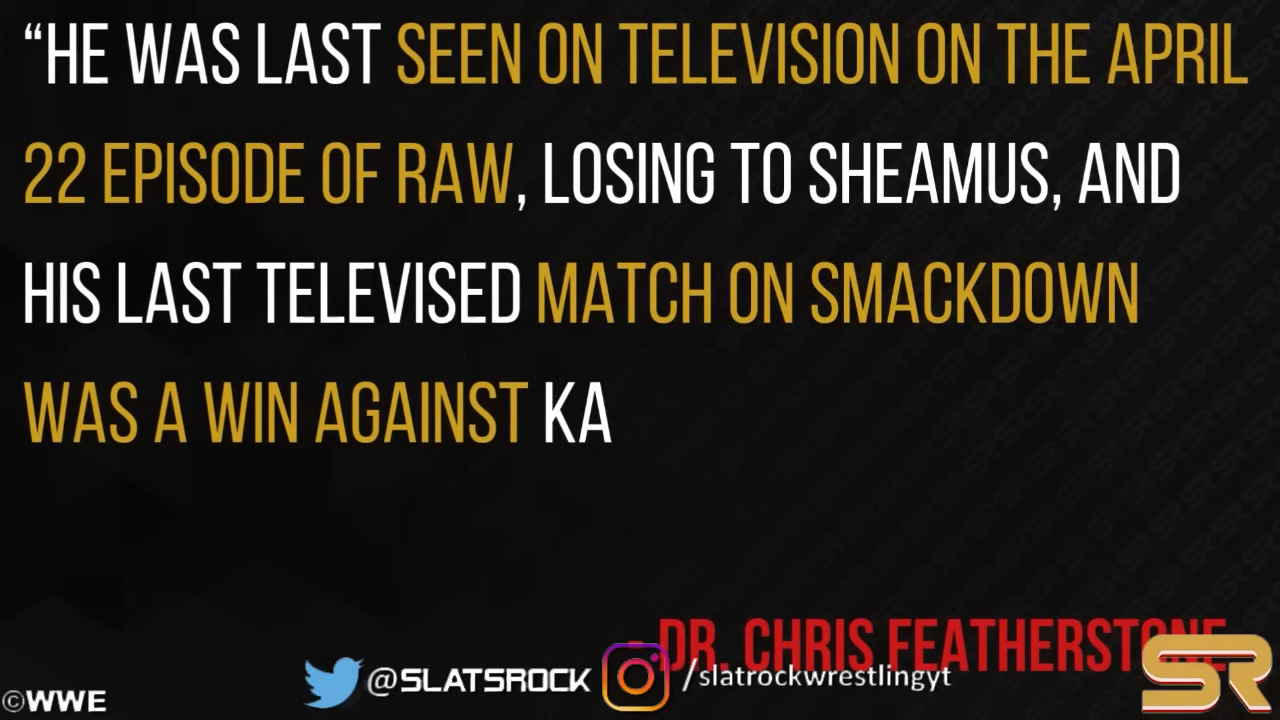 “HE WAS LAST SEEN ON TELEVISION ON THE APRIL
22 EPISODE OF RAW, LOSING TO SHEAMUS, AND
HIS LAST TELEVISED MATCH ON SMACKDOWN
WAS A WIN AGAINST KA
- DR. CHRIS FEATHERSTONE
@SLATSROCK
/slatrockwrestlingyt
SR
©WWE